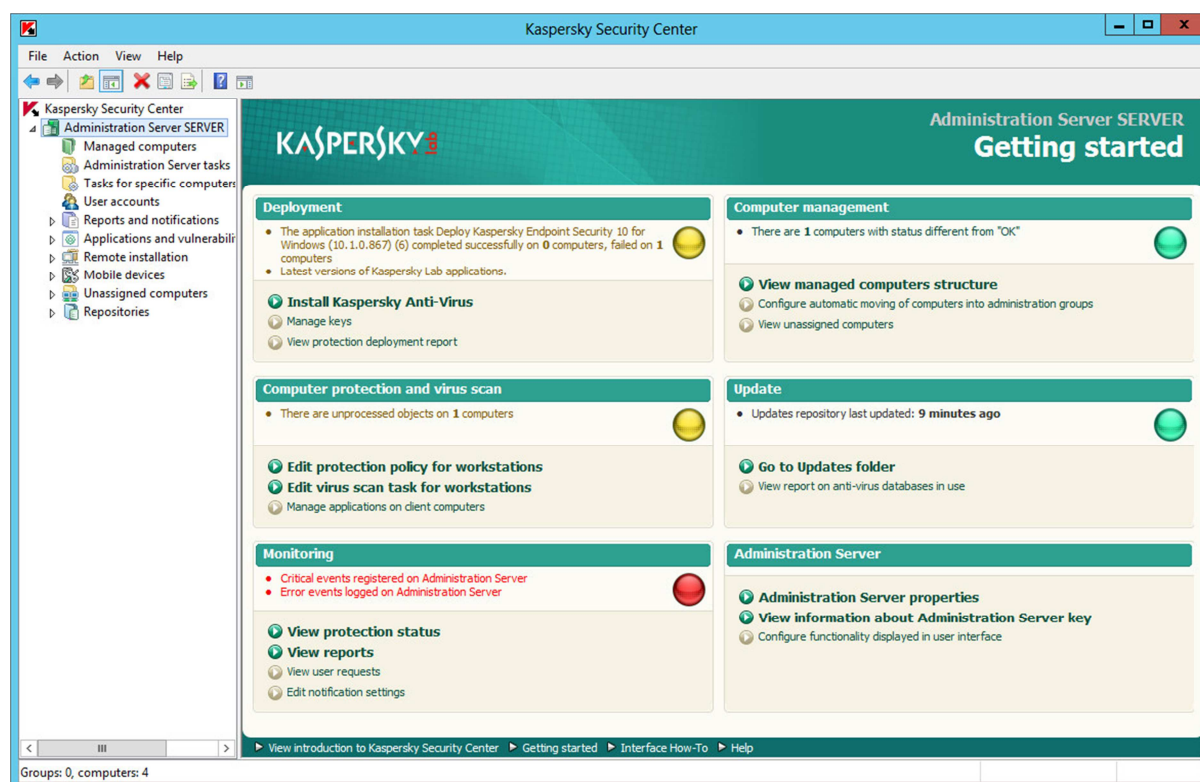 Kaspersky Security Center
File Action View Help
Kaspersky Security Center
Administration Server SERVER
Managed computers
Administration Server tasks
Tasks for specific computers
User accounts
Reports and notifications
Applications and vulnerabilit
Remote installation
Mobile devices
Unassigned computers
Repositories
KASPERSKY lab
Administration Server SERVER
Getting started
Deployment
• The application installation task Deploy Kaspersky Endpoint Security 10 for
Windows (10.1.0.867) (6) completed successfully on 0 computers, failed on 1
computers
• Latest versions of Kaspersky Lab applications.
Install Kaspersky Anti-Virus
Manage keys
View protection deployment report
Computer management
• There are 1 computers with status different from "OK"
View managed computers structure
Configure automatic moving of computers into administration groups
View unassigned computers
Computer protection and virus scan
• There are unprocessed objects on 1 computers
Edit protection policy for workstations
Edit virus scan task for workstations
Manage applications on client computers
Update
• Updates repository last updated: 9 minutes ago
Go to Updates folder
View report on anti-virus databases in use
Monitoring
• Critical events registered on Administration Server
• Error events logged on Administration Server
View protection status
View reports
View user requests
Edit notification settings
Administration Server
Administration Server properties
View information about Administration Server key
Configure functionality displayed in user interface
View introduction to Kaspersky Security Center Getting started Interface How-To Help
Groups: 0, computers: 4